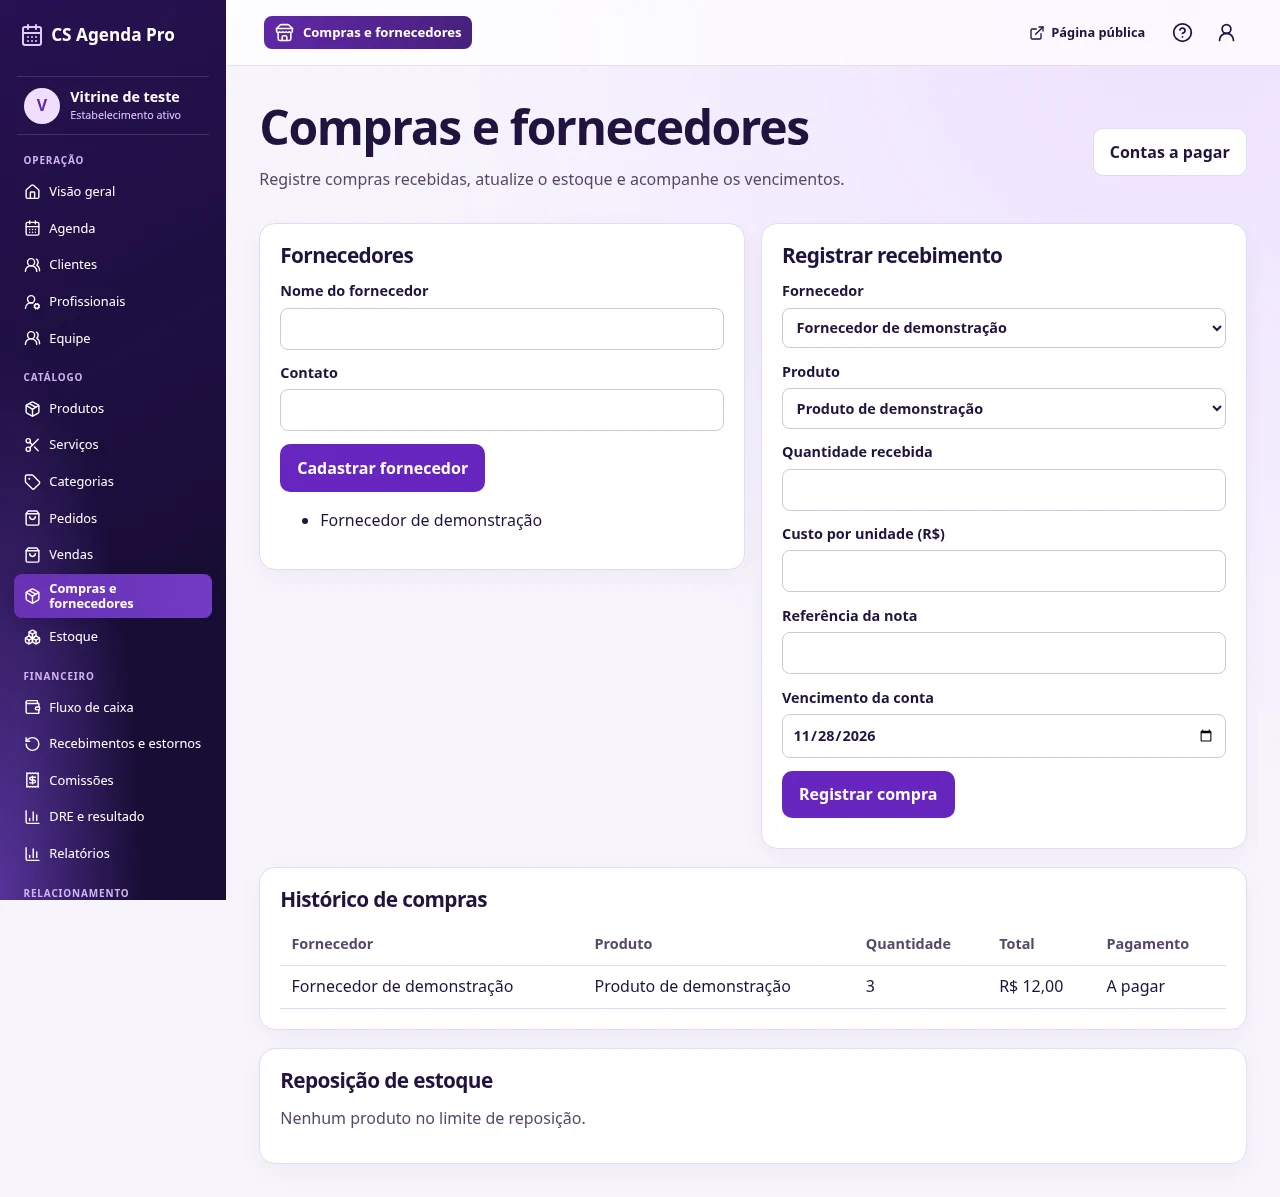 CS Agenda Pro
V
Vitrine de teste
Estabelecimento ativo
OPERAÇÃO
Visão geral
Agenda
Clientes
Profissionais
Equipe
CATÁLOGO
Produtos
Serviços
Categorias
Pedidos
Vendas
Compras e
fornecedores
Estoque
FINANCEIRO
Fluxo de caixa
Recebimentos e estornos
Comissões
DRE e resultado
Relatórios
RELACIONAMENTO
Compras e fornecedores
Página pública
Compras e fornecedores
Registre compras recebidas, atualize o estoque e acompanhe os vencimentos.
Contas a pagar
Fornecedores
Nome do fornecedor
Contato
Cadastrar fornecedor
Fornecedor de demonstração
Registrar recebimento
Fornecedor
Fornecedor de demonstração
Produto
Produto de demonstração
Quantidade recebida
Custo por unidade (R$)
Referência da nota
Vencimento da conta
11/28/2026
Registrar compra
Histórico de compras
Fornecedor Produto Quantidade Total Pagamento
Fornecedor de demonstração Produto de demonstração 3 R$ 12,00 A pagar
Reposição de estoque
Nenhum produto no limite de reposição.